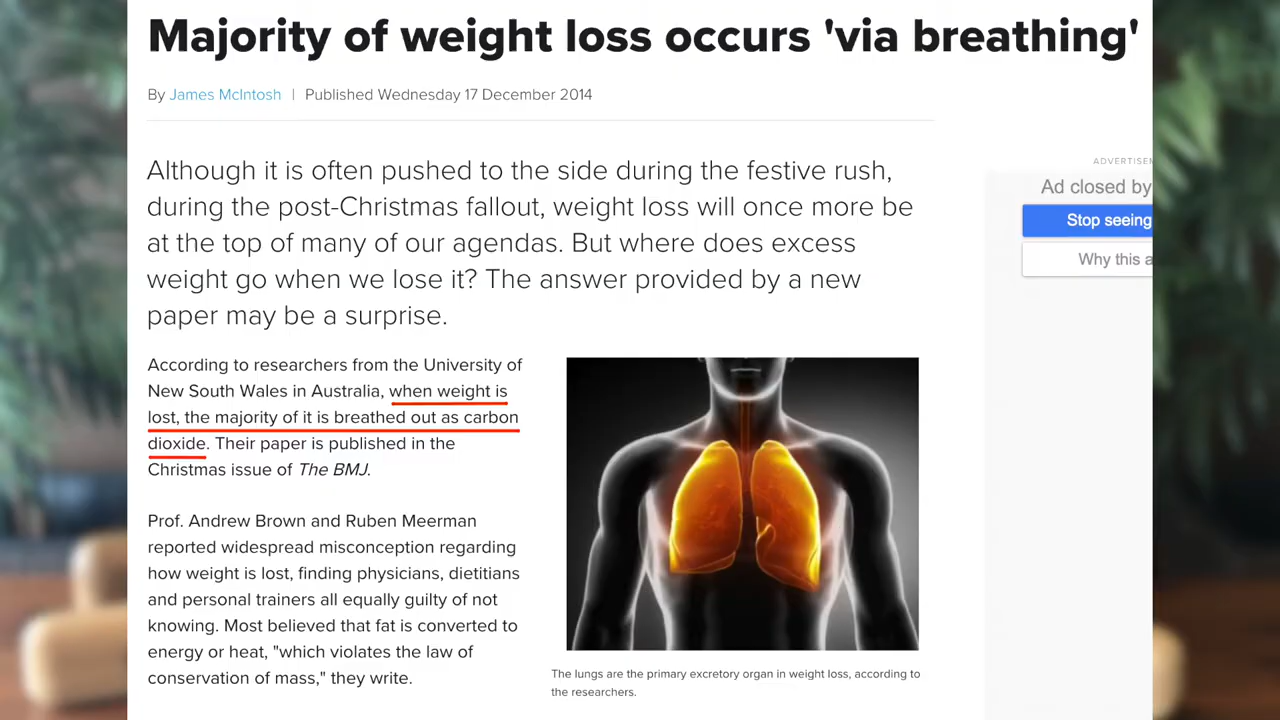 Majority of weight loss occurs 'via breathing'
By James McIntosh | Published Wednesday 17 December 2014
ADVERTISEM
Ad closed by
Stop seeing
Why this a
Although it is often pushed to the side during the festive rush,
during the post-Christmas fallout, weight loss will once more be
at the top of many of our agendas. But where does excess
weight go when we lose it? The answer provided by a new
paper may be a surprise.
According to researchers from the University of
New South Wales in Australia, when weight is
lost, the majority of it is breathed out as carbon
dioxide. Their paper is published in the
Christmas issue of The BMJ.
Prof. Andrew Brown and Ruben Meerman
reported widespread misconception regarding
how weight is lost, finding physicians, dietitians
and personal trainers all equally guilty of not
knowing. Most believed that fat is converted to
energy or heat, "which violates the law of
conservation of mass," they write.
The lungs are the primary excretory organ in weight loss, according to
the researchers.